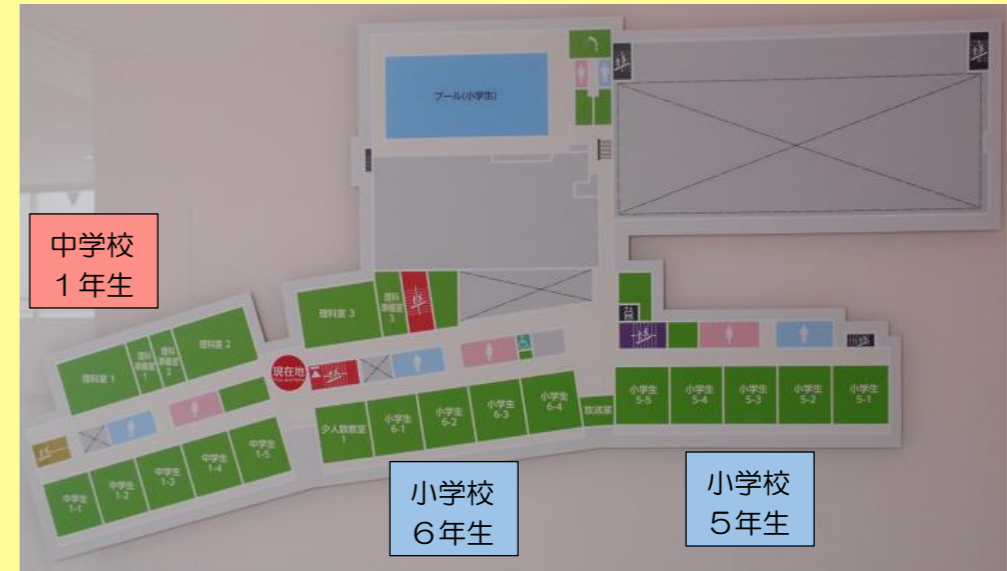 プール(小学生)
中学校
1年生
理科室3
理科
準備室
3
理科室1
理科
準備室
1
理科
準備室
2
理科室2
現在地
少人数教室
1
小学生
6-1
小学生
6-2
小学生
6-3
小学生
6-4
放送室
小学生
5-5
小学生
5-4
小学生
5-3
小学生
5-2
小学生
5-1
中学生
1-1
中学生
1-2
中学生
1-3
中学生
1-4
中学生
1-5
小学校
6年生
小学校
5年生